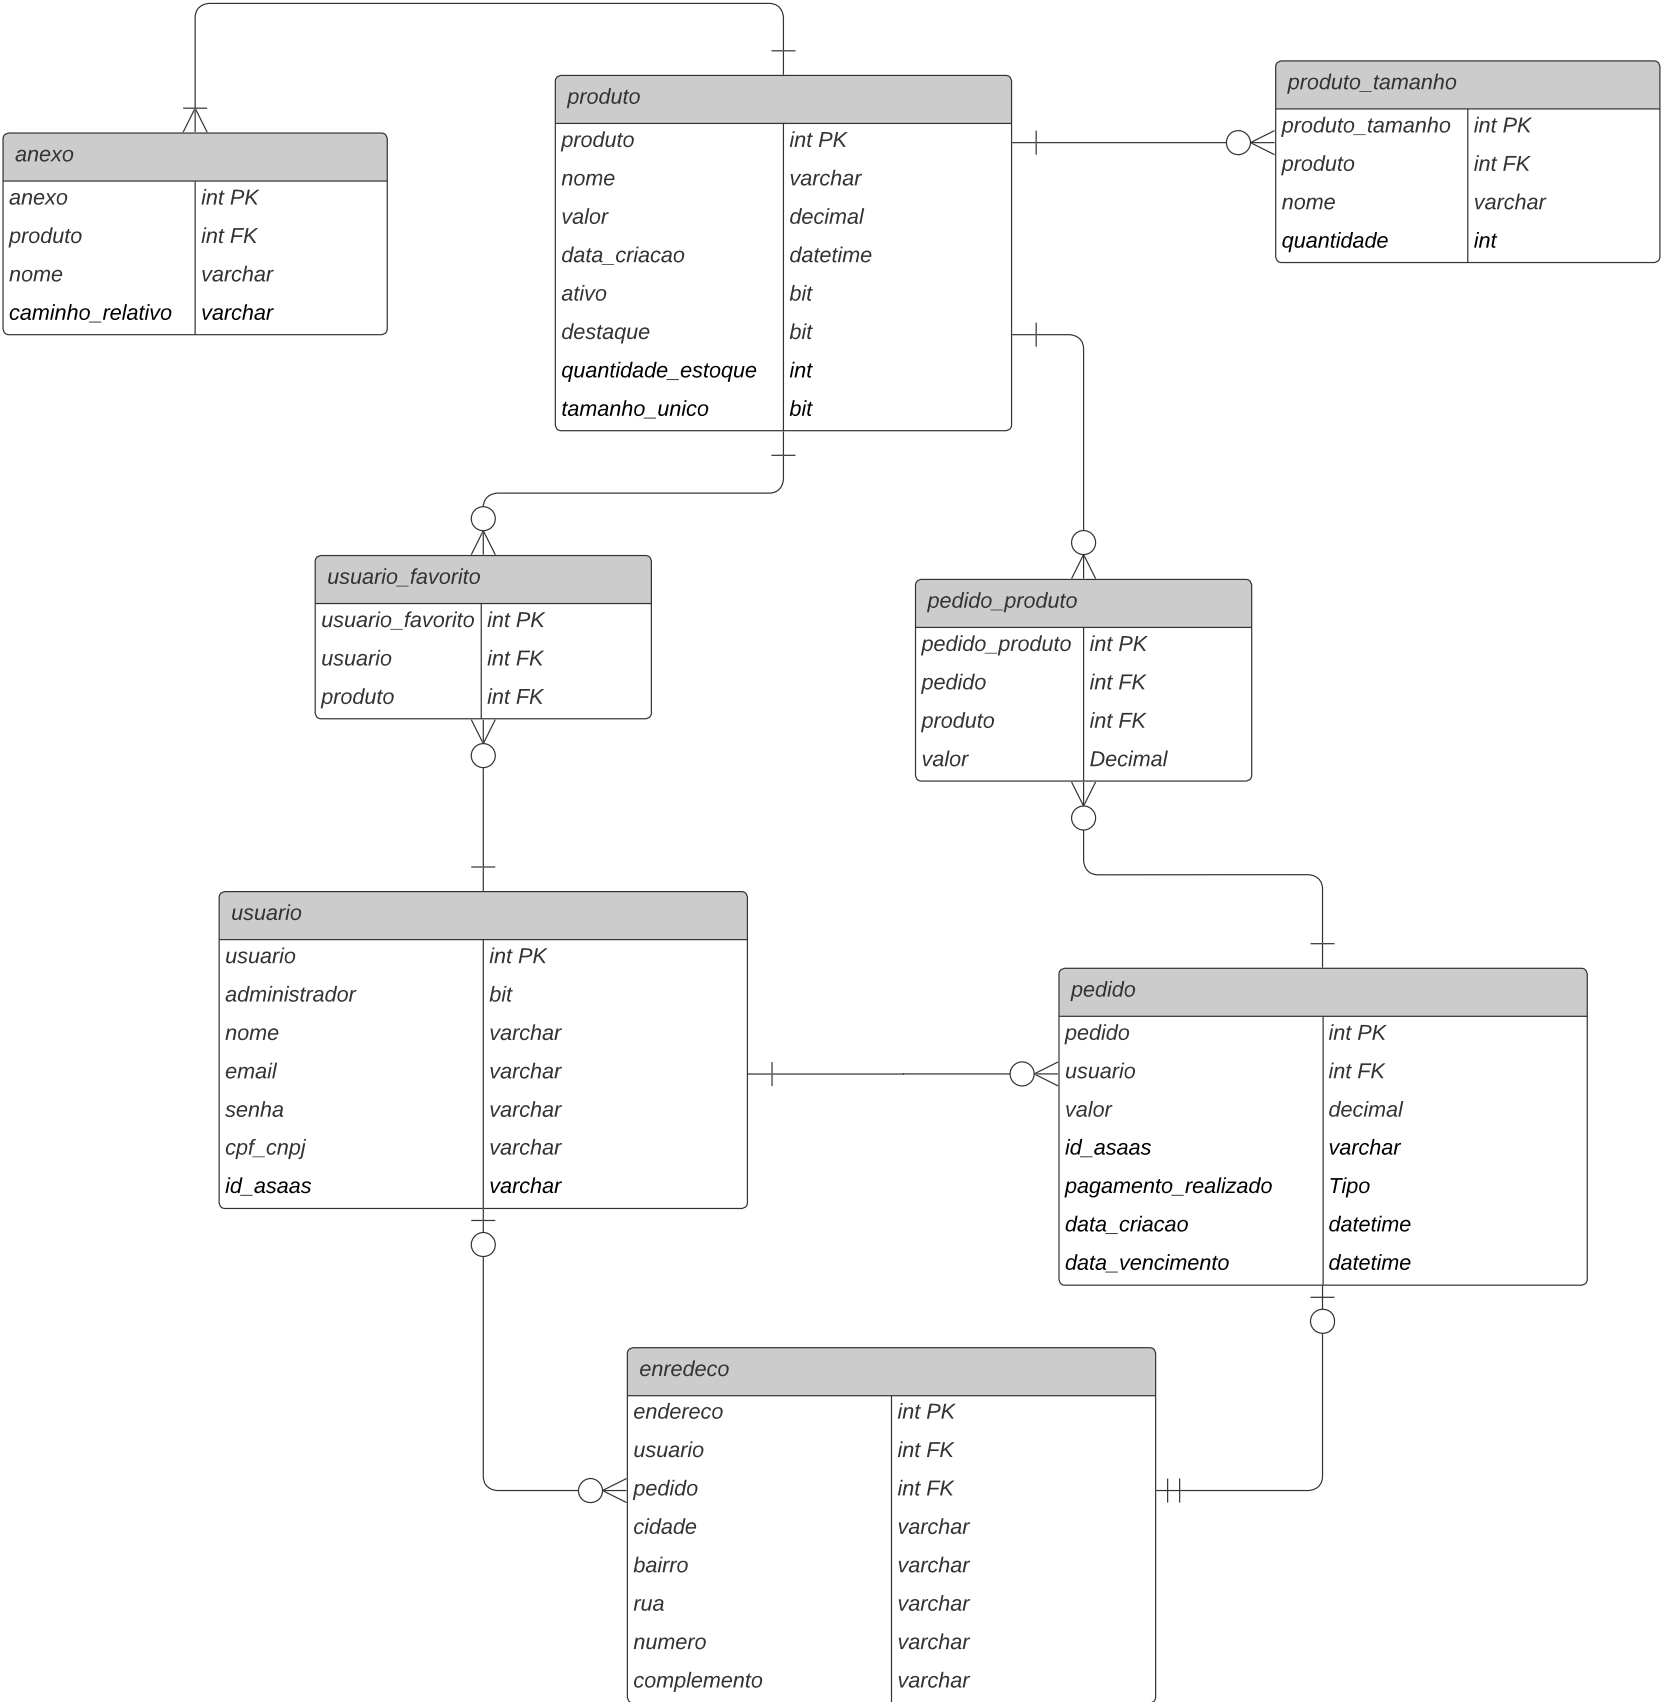 produto
produto int PK
nome varchar
valor decimal
data_criacao datetime
ativo bit
destaque bit
quantidade_estoque int
tamanho_unico bit
produto_tamanho
produto_tamanho int PK
produto int FK
nome varchar
quantidade int
anexo
anexo int PK
produto int FK
nome varchar
caminho_relativo varchar
usuario_favorito
usuario_favorito int PK
usuario int FK
produto int FK
pedido_produto
pedido_produto int PK
pedido int FK
produto int FK
valor Decimal
usuario
usuario int PK
administrador bit
nome varchar
email varchar
senha varchar
cpf_cnpj varchar
id_asaas varchar
pedido
pedido int PK
usuario int FK
valor decimal
id_asaas varchar
pagamento_realizado Tipo
data_criacao datetime
data_vencimento datetime
enredeco
endereco int PK
usuario int FK
pedido int FK
cidade varchar
bairro varchar
rua varchar
numero varchar
complemento varchar